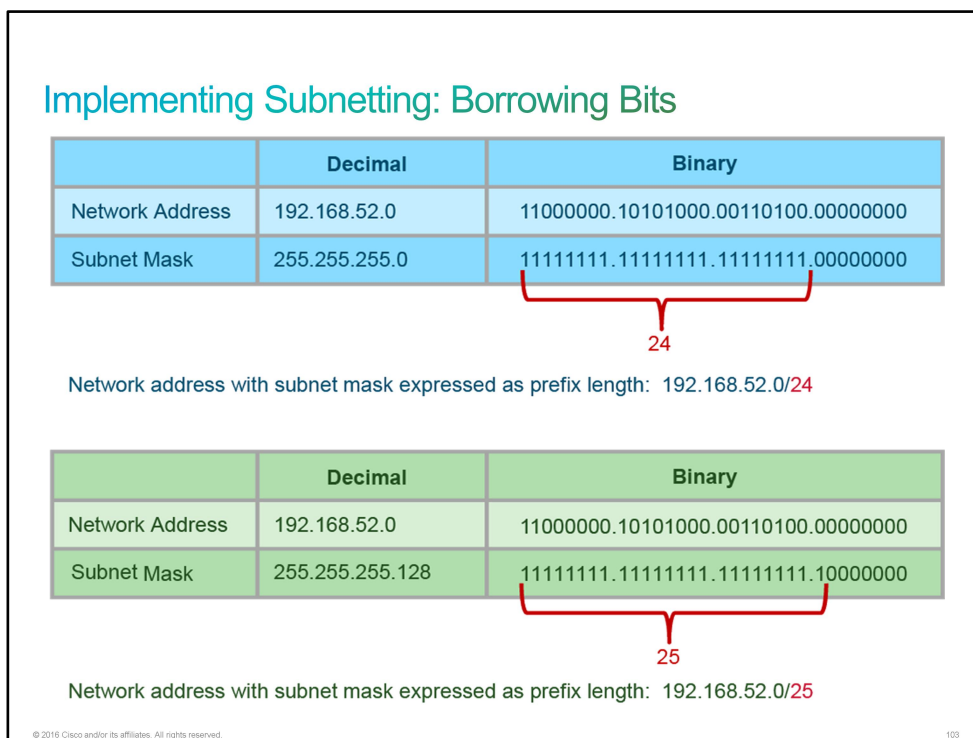 Implementing Subnetting: Borrowing Bits
Decimal Binary
Network Address 192.168.52.0 11000000.10101000.00110100.00000000
Subnet Mask 255.255.255.0 11111111.11111111.11111111.00000000
24
Network address with subnet mask expressed as prefix length: 192.168.52.0/24
Decimal Binary
Network Address 192.168.52.0 11000000.10101000.00110100.00000000
Subnet Mask 255.255.255.128 11111111.11111111.11111111.10000000
25
Network address with subnet mask expressed as prefix length: 192.168.52.0/25
© 2016 Cisco and/or its affiliates. All rights reserved. 103